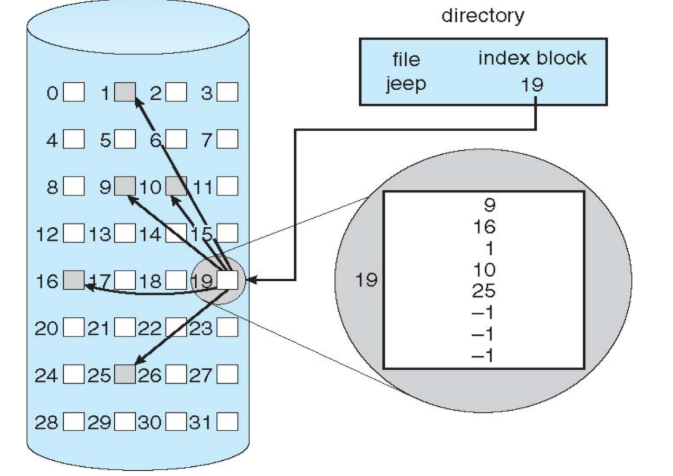 directory
file index block
jeep 19
0 1 2 3
4 5 6 7
8 9 10 11
12 13 14 15
16 17 18 19
20 21 22 23
24 25 26 27
28 29 30 31
19
9
16
1
10
25
–1
–1
–1